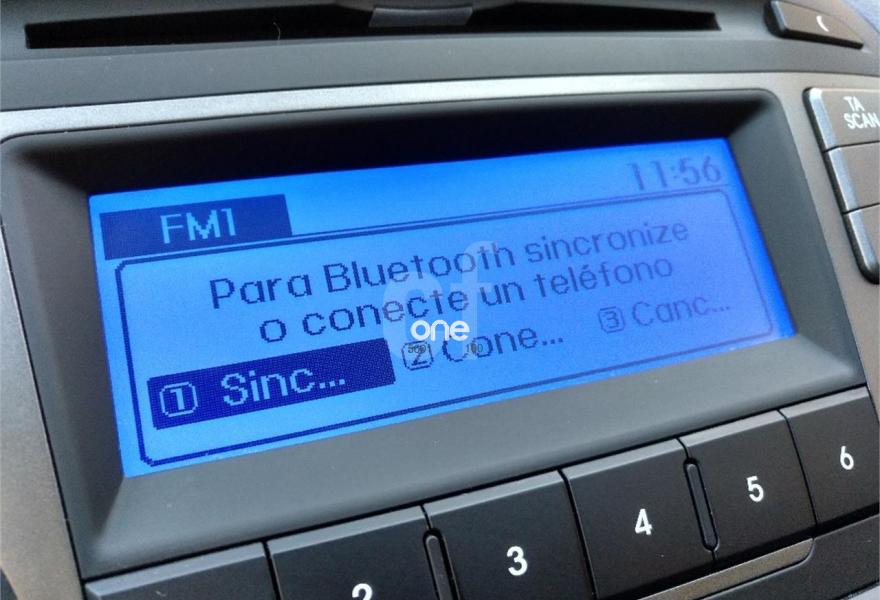 TA
SCAN
11:56
FM1
Para Bluetooth sincronize
o conecte un teléfono
1 Sinc... 2 Cone... 3 Canc...
cf
one
2 3 4 5 6